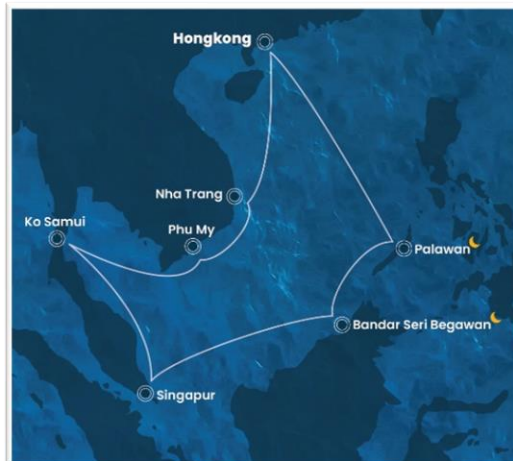 Hongkong
Nha Trang
Ko Samui
Phu My
Palawan
Bandar Seri Begawan
Singapur